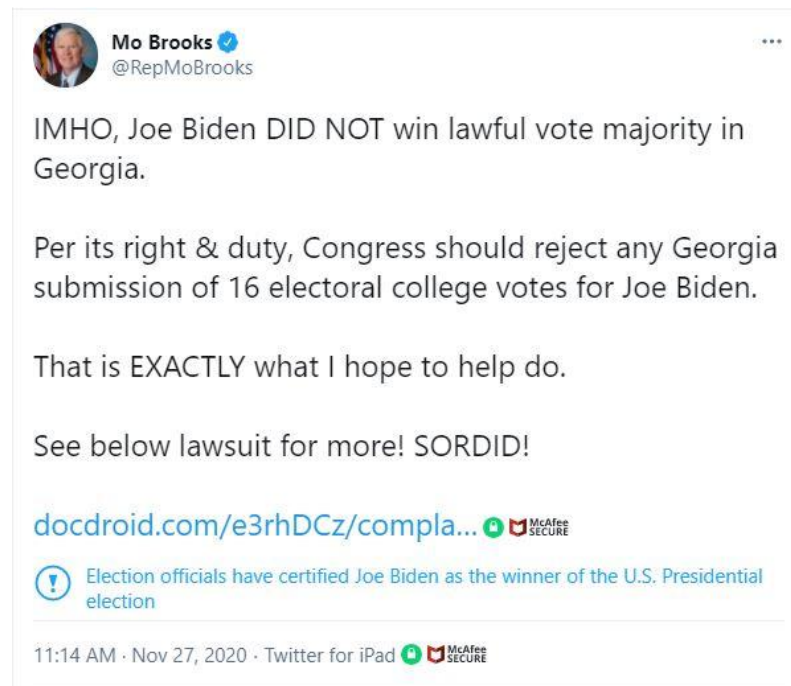 Mo Brooks
@RepMoBrooks
IMHO, Joe Biden DID NOT win lawful vote majority in
Georgia.
Per its right & duty, Congress should reject any Georgia
submission of 16 electoral college votes for Joe Biden.
That is EXACTLY what I hope to help do.
See below lawsuit for more! SORDID!
docdroid.com/e3rhDCz/compla... McAfee SECURE
Election officials have certified Joe Biden as the winner of the U.S. Presidential
election
11:14 AM · Nov 27, 2020 · Twitter for iPad McAfee SECURE